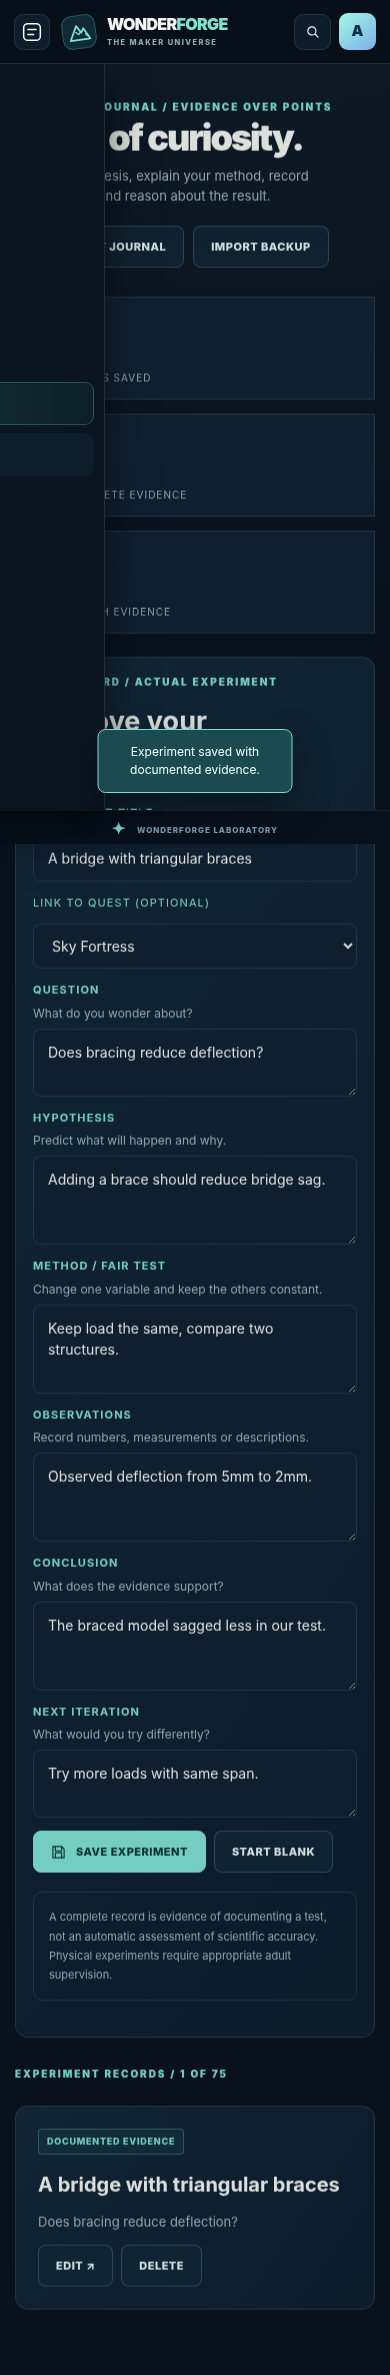 WONDERFORGE
THE MAKER UNIVERSE
A
OURNAL / EVIDENCE OVER POINTS
of curiosity.
esis, explain your method, record
nd reason about the result.
JOURNAL
IMPORT BACKUP
S SAVED
ETE EVIDENCE
H EVIDENCE
RD / ACTUAL EXPERIMENT
ove your
Experiment saved with
documented evidence.
WONDERFORGE LABORATORY
A bridge with triangular braces
LINK TO QUEST (OPTIONAL)
Sky Fortress
QUESTION
What do you wonder about?
Does bracing reduce deflection?
HYPOTHESIS
Predict what will happen and why.
Adding a brace should reduce bridge sag.
METHOD / FAIR TEST
Change one variable and keep the others constant.
Keep load the same, compare two
structures.
OBSERVATIONS
Record numbers, measurements or descriptions.
Observed deflection from 5mm to 2mm.
CONCLUSION
What does the evidence support?
The braced model sagged less in our test.
NEXT ITERATION
What would you try differently?
Try more loads with same span.
SAVE EXPERIMENT
START BLANK
A complete record is evidence of documenting a test,
not an automatic assessment of scientific accuracy.
Physical experiments require appropriate adult
supervision.
EXPERIMENT RECORDS / 1 OF 75
DOCUMENTED EVIDENCE
A bridge with triangular braces
Does bracing reduce deflection?
EDIT ↗
DELETE